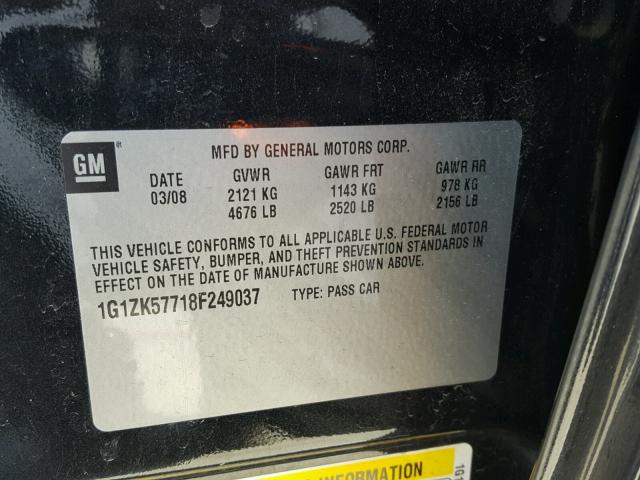 GM
MFD BY GENERAL MOTORS CORP.
DATE GVWR GAWR FRT GAWR RR
03/08 2121 KG 1143 KG 978 KG
4676 LB 2520 LB 2156 LB
THIS VEHICLE CONFORMS TO ALL APPLICABLE U.S. FEDERAL MOTOR
VEHICLE SAFETY, BUMPER, AND THEFT PREVENTION STANDARDS IN
EFFECT ON THE DATE OF MANUFACTURE SHOWN ABOVE.
1G1ZK57718F249037 TYPE: PASS CAR
INFORMATION